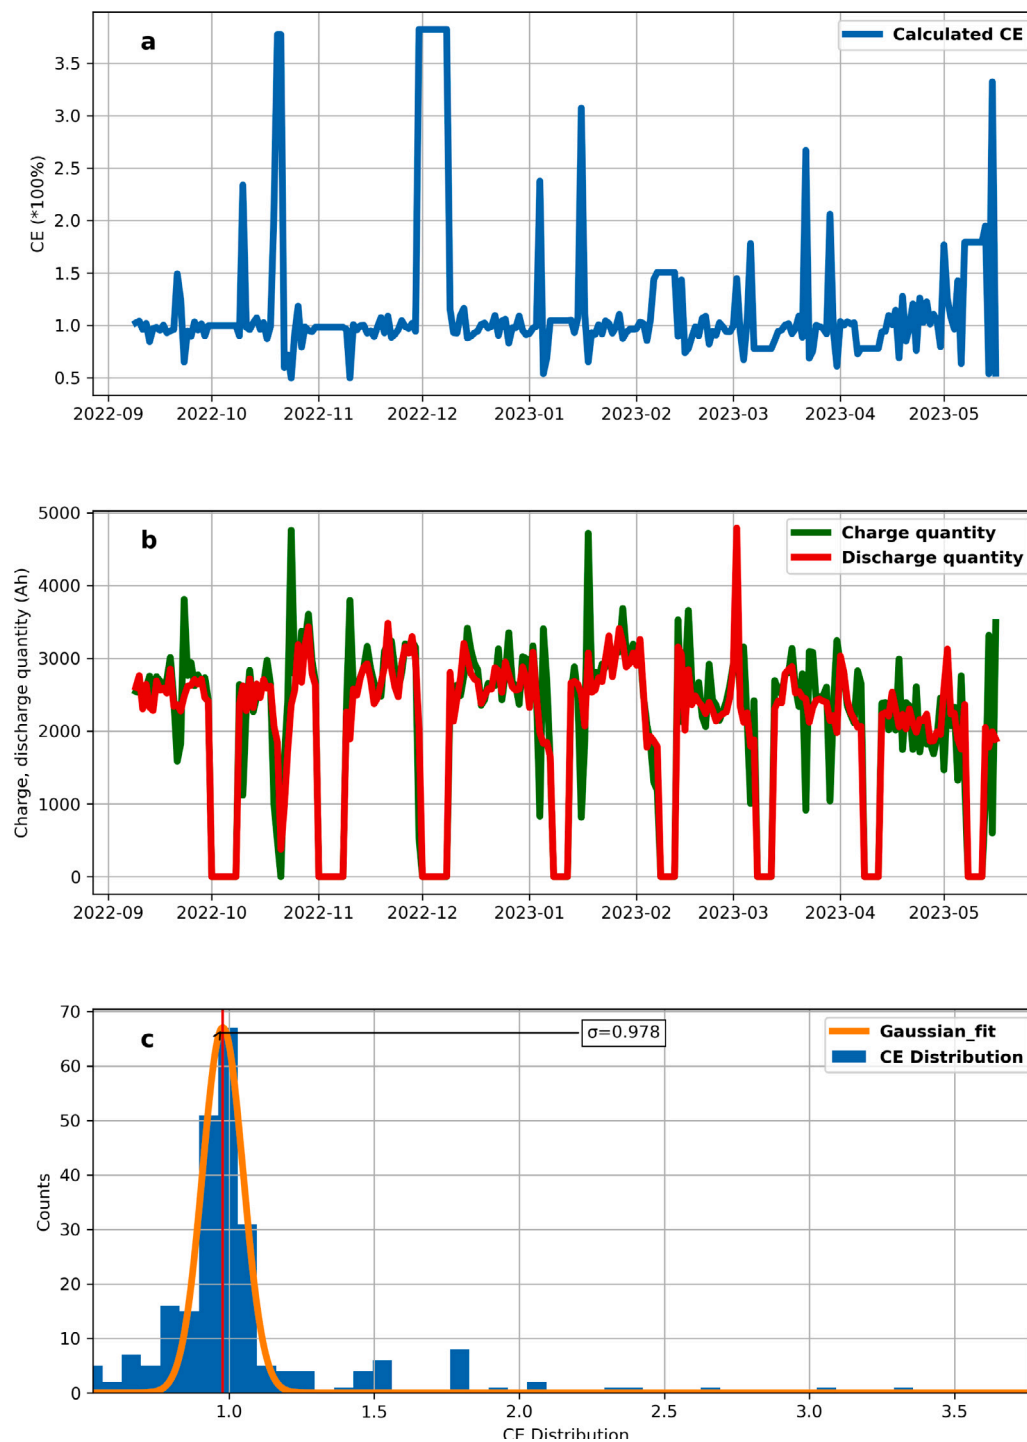 a
Calculated CE
CE (*100%)
3.5
3.0
2.5
2.0
1.5
1.0
0.5
2022-09 2022-10 2022-11 2022-12 2023-01 2023-02 2023-03 2023-04 2023-05
b
Charge quantity
Discharge quantity
Charge, discharge quantity (Ah)
5000
4000
3000
2000
1000
0
2022-09 2022-10 2022-11 2022-12 2023-01 2023-02 2023-03 2023-04 2023-05
c
σ=0.978
Gaussian_fit
CE Distribution
Counts
70
60
50
40
30
20
10
0
1.0 1.5 2.0 2.5 3.0 3.5
CE Distribution